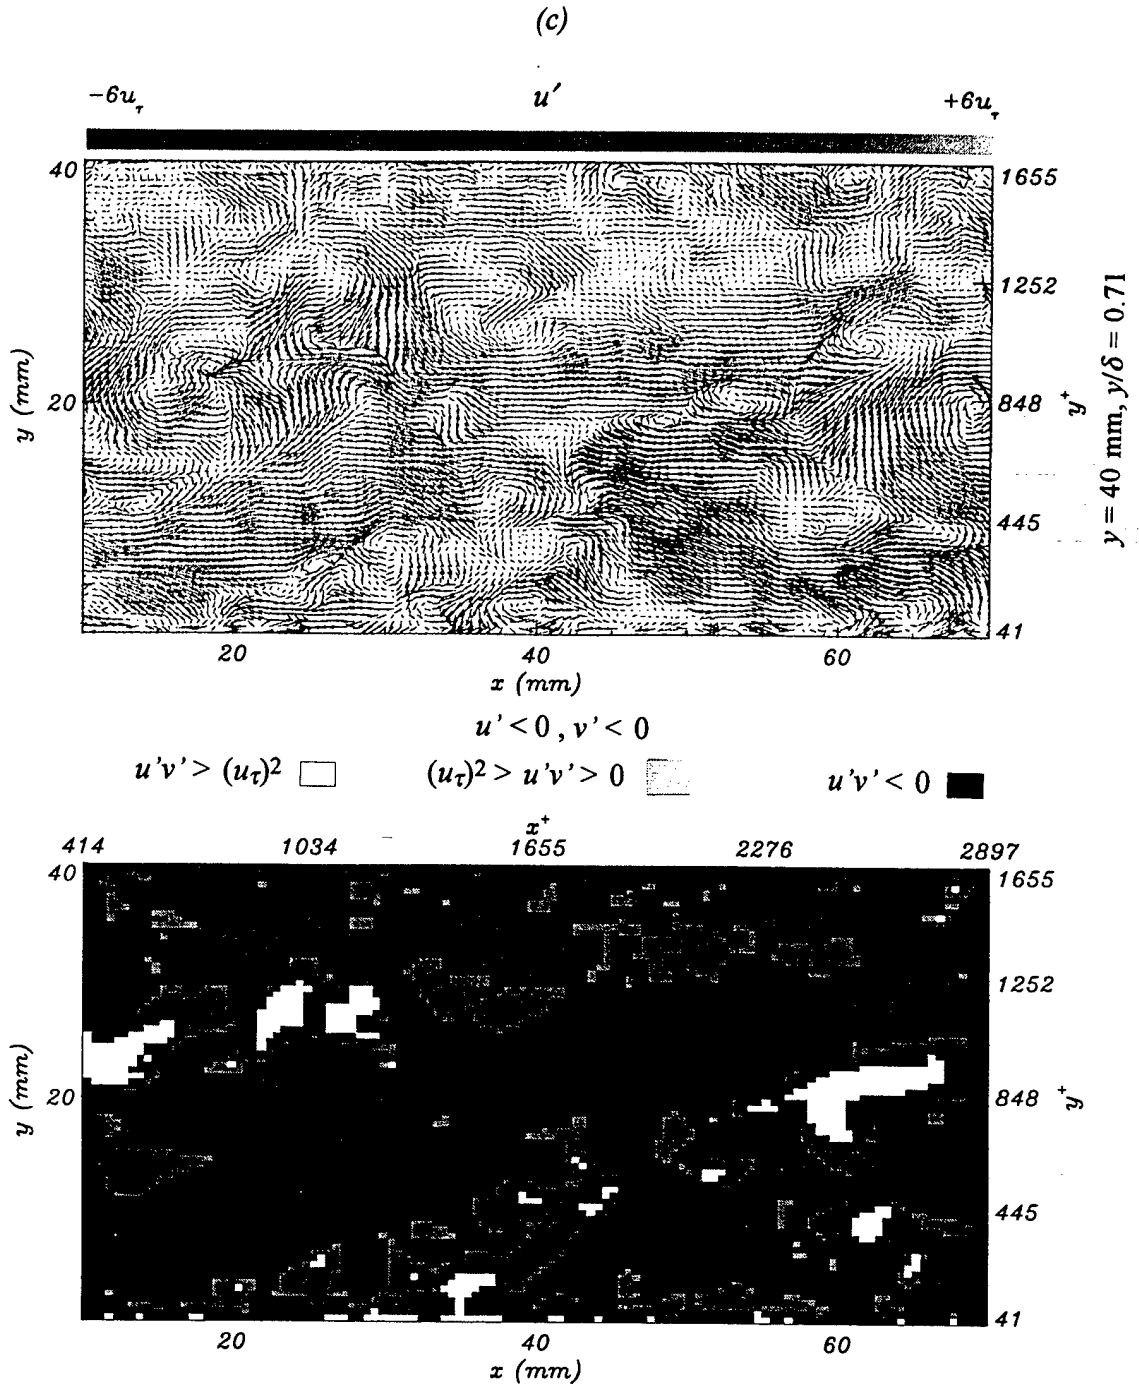 (c)
−6uτ u' +6uτ
40 1655
1252
y (mm) 20 848 y⁺
445
41
20 40 60
x (mm)
y = 40 mm, y/δ = 0.71
u' < 0 , v' < 0
u'v' > (uτ)2 (uτ)2 > u'v' > 0 u'v' < 0
x⁺
414 1034 1655 2276 2897
40 1655
1252
y (mm) 20 848 y⁺
445
41
20 40 60
x (mm)